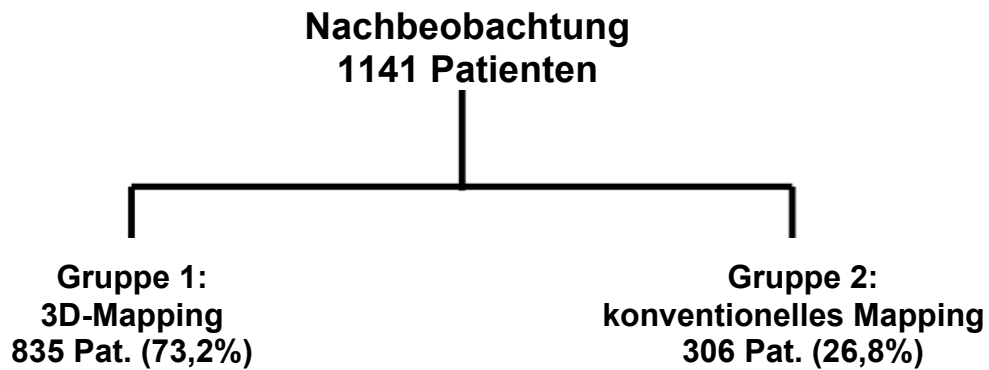 Nachbeobachtung
1141 Patienten
Gruppe 1:
3D-Mapping
835 Pat. (73,2%)
Gruppe 2:
konventionelles Mapping
306 Pat. (26,8%)